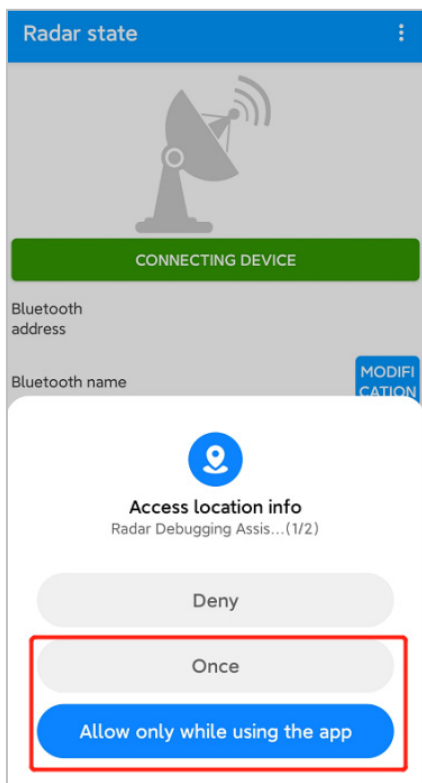 Radar state
CONNECTING DEVICE
Bluetooth
address
Bluetooth name
MODIFI
CATION
Access location info
Radar Debugging Assis...(1/2)
Deny
Once
Allow only while using the app